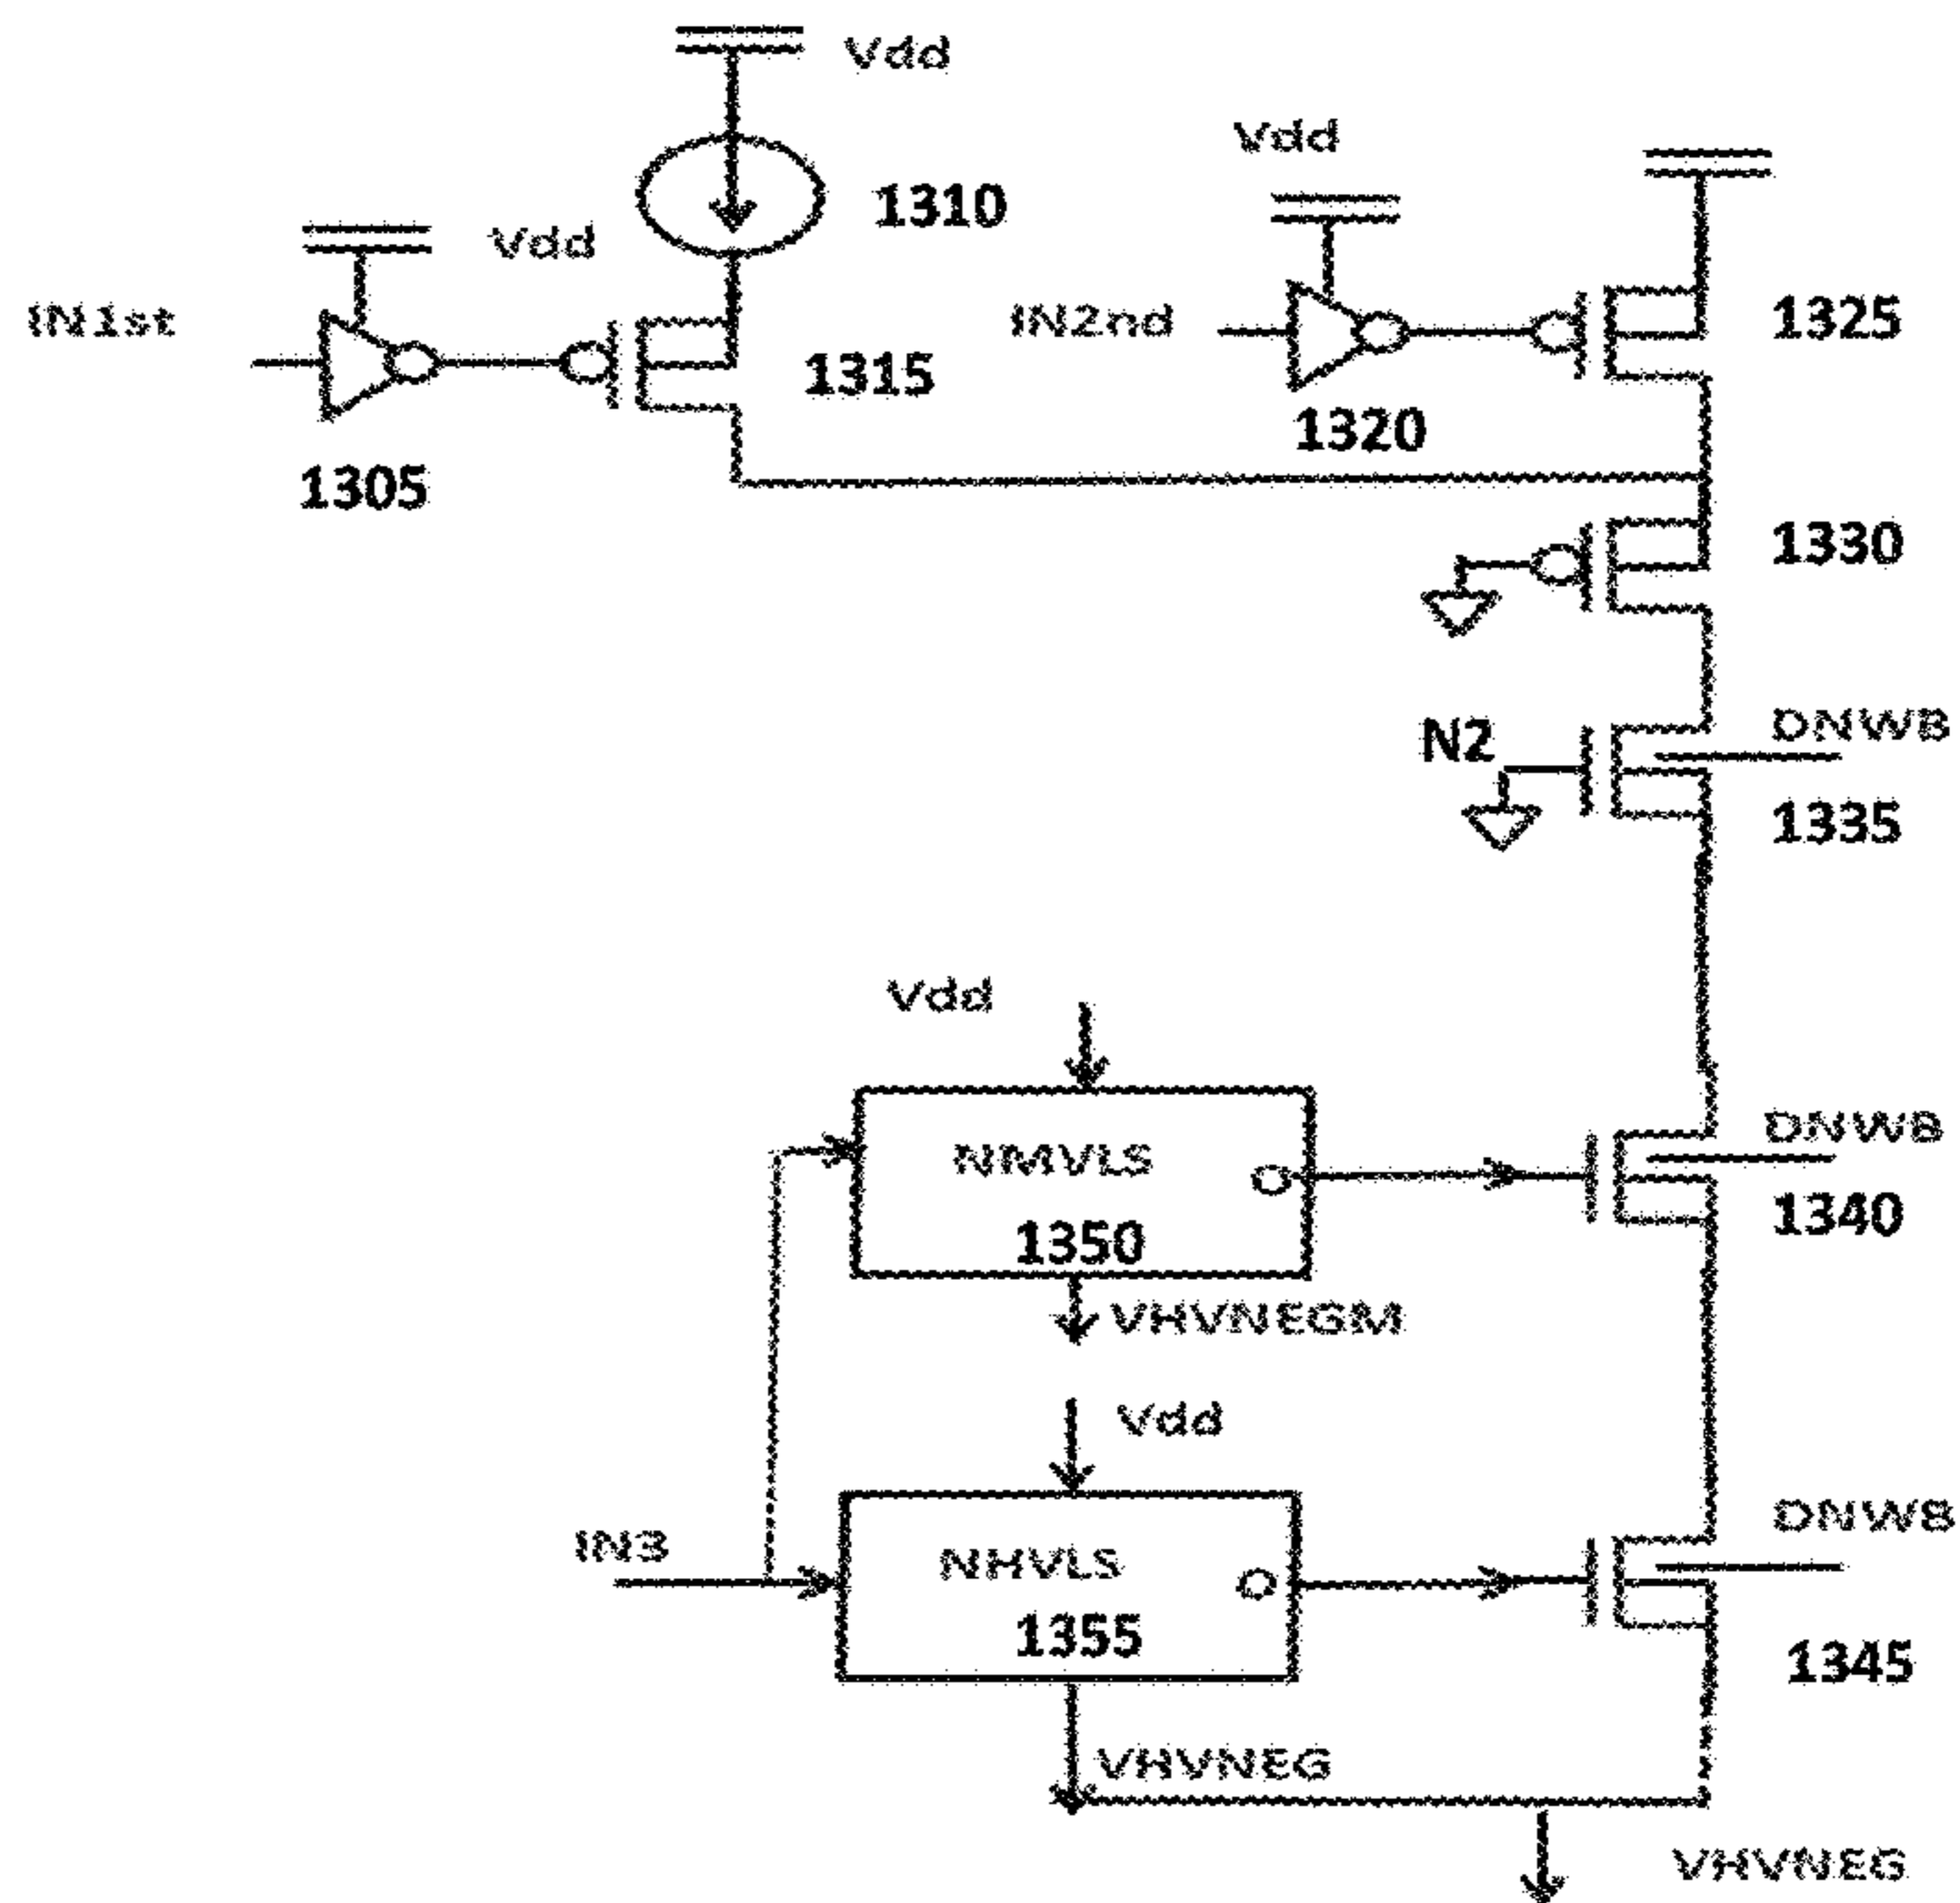 Vdd
1310
Vdd
Vdd
IN1st
1315
1305
IN2nd
1325
1320
1330
N2
DNWB
1335
Vdd
NMVLS
1350
DNWB
1340
VHVNEGM
Vdd
IN3
NHVLS
1355
DNWB
1345
VHVNEG
VHVNEG